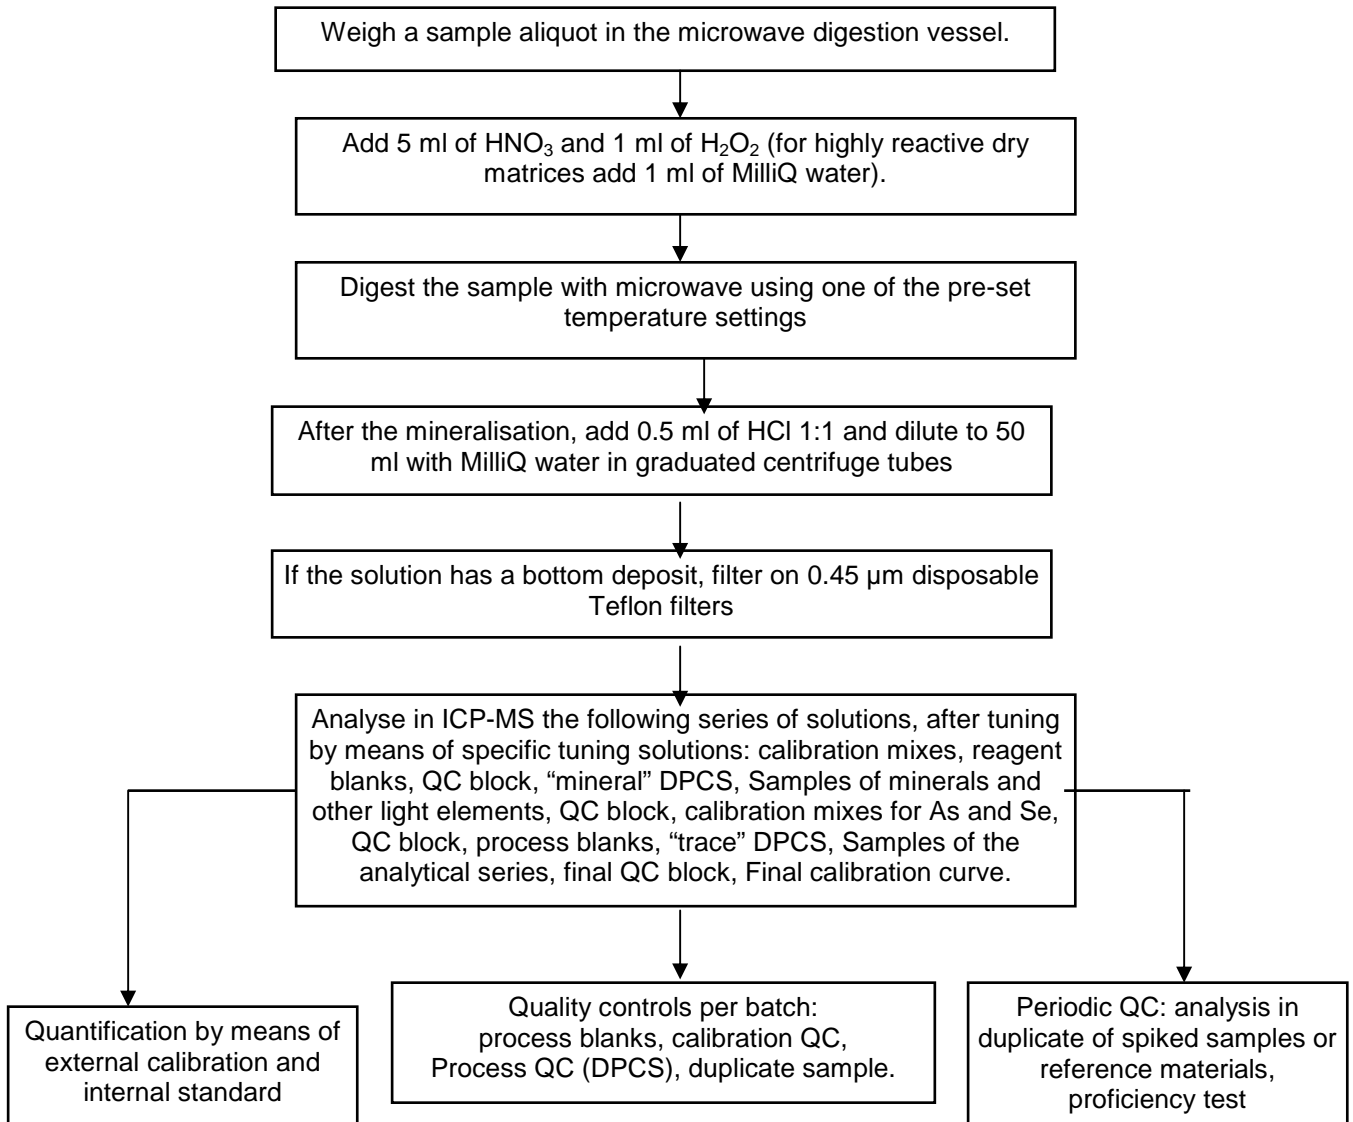 Weigh a sample aliquot in the microwave digestion vessel.
Add 5 ml of HNO₃ and 1 ml of H₂O₂ (for highly reactive dry
matrices add 1 ml of MilliQ water).
Digest the sample with microwave using one of the pre-set
temperature settings
After the mineralisation, add 0.5 ml of HCl 1:1 and dilute to 50
ml with MilliQ water in graduated centrifuge tubes
If the solution has a bottom deposit, filter on 0.45 µm disposable
Teflon filters
Analyse in ICP-MS the following series of solutions, after tuning
by means of specific tuning solutions: calibration mixes, reagent
blanks, QC block, “mineral” DPCS, Samples of minerals and
other light elements, QC block, calibration mixes for As and Se,
QC block, process blanks, “trace” DPCS, Samples of the
analytical series, final QC block, Final calibration curve.
Quantification by means of
external calibration and
internal standard
Quality controls per batch:
process blanks, calibration QC,
Process QC (DPCS), duplicate sample.
Periodic QC: analysis in
duplicate of spiked samples or
reference materials,
proficiency test